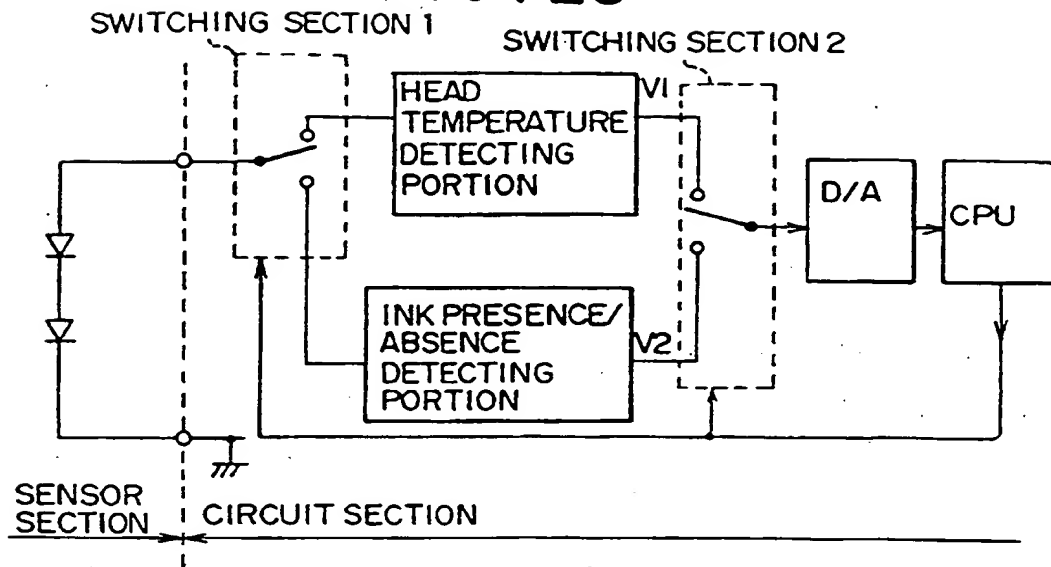 SWITCHING SECTION 1
SWITCHING SECTION 2
HEAD
TEMPERATURE
DETECTING
PORTION
V1
D/A
CPU
INK PRESENCE/
ABSENCE
DETECTING
PORTION
V2
SENSOR
SECTION
CIRCUIT SECTION